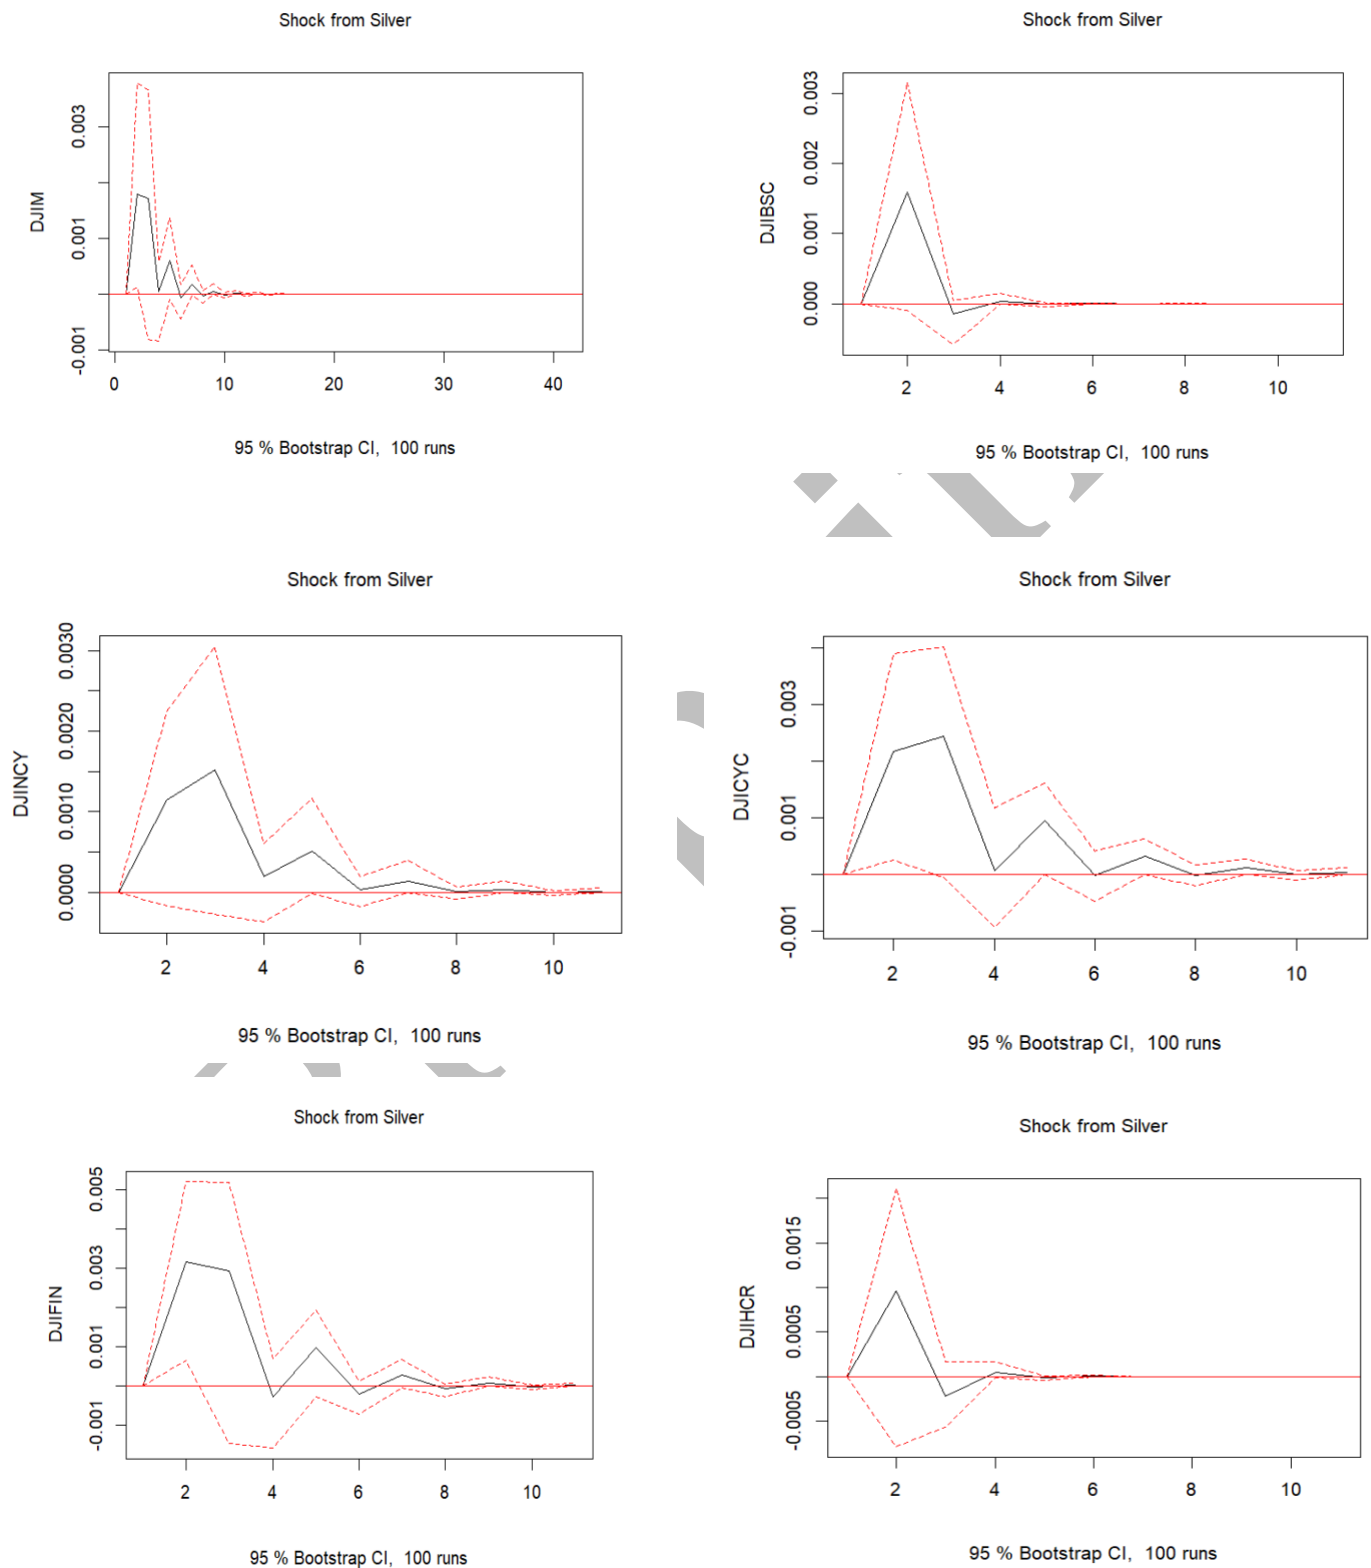 Shock from Silver
DJIM
0.003
0.001
-0.001
0 10 20 30 40
95 % Bootstrap CI, 100 runs
Shock from Silver
DJIBSC
0.003
0.002
0.001
0.000
2 4 6 8 10
95 % Bootstrap CI, 100 runs
Shock from Silver
DJINCY
0.0030
0.0020
0.0010
0.0000
2 4 6 8 10
95 % Bootstrap CI, 100 runs
Shock from Silver
DJICYC
0.003
0.001
-0.001
2 4 6 8 10
95 % Bootstrap CI, 100 runs
Shock from Silver
DJIFIN
0.005
0.003
0.001
-0.001
2 4 6 8 10
95 % Bootstrap CI, 100 runs
Shock from Silver
DJIHCR
0.0015
0.0005
-0.0005
2 4 6 8 10
95 % Bootstrap CI, 100 runs